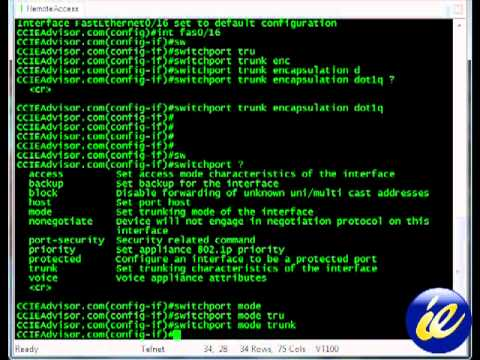 RemoteAccess
Interface FastEthernet0/16 set to default configuration
CCIEAdvisor.com(config)#int fas0/16
CCIEAdvisor.com(config-if)#sw
CCIEAdvisor.com(config-if)#switchport tru
CCIEAdvisor.com(config-if)#switchport trunk enc
CCIEAdvisor.com(config-if)#switchport trunk encapsulation d
CCIEAdvisor.com(config-if)#switchport trunk encapsulation dot1q ?
<cr>
CCIEAdvisor.com(config-if)#switchport trunk encapsulation dot1q
CCIEAdvisor.com(config-if)#
CCIEAdvisor.com(config-if)#
CCIEAdvisor.com(config-if)#
CCIEAdvisor.com(config-if)#sw
CCIEAdvisor.com(config-if)#switchport ?
access Set access mode characteristics of the interface
backup Set backup for the interface
block Disable forwarding of unknown uni/multi cast addresses
host Set port host
mode Set trunking mode of the interface
nonegotiate Device will not engage in negotiation protocol on this
interface
port-security Security related command
priority Set appliance 802.1p priority
protected Configure an interface to be a protected port
trunk Set trunking characteristics of the interface
voice Voice appliance attributes
<cr>
CCIEAdvisor.com(config-if)#switchport mode
CCIEAdvisor.com(config-if)#switchport mode tru
CCIEAdvisor.com(config-if)#switchport mode trunk
CCIEAdvisor.com(config-if)#
ie
Ready Telnet 34, 28 34 Rows, 75 Cols VT100